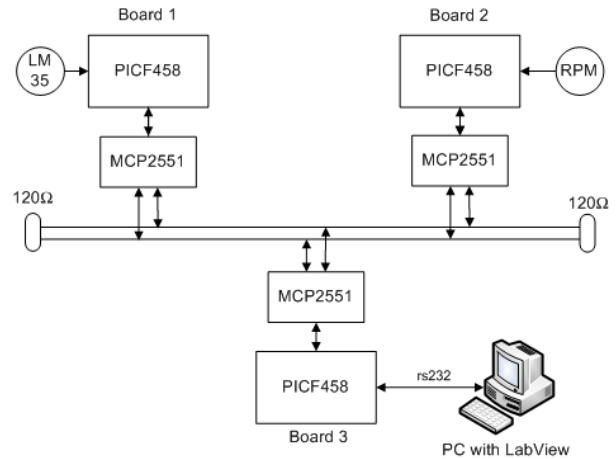 Board 1
Board 2
LM
35
PICF458
PICF458
RPM
MCP2551
MCP2551
120Ω
120Ω
MCP2551
PICF458
rs232
Board 3
PC with LabView